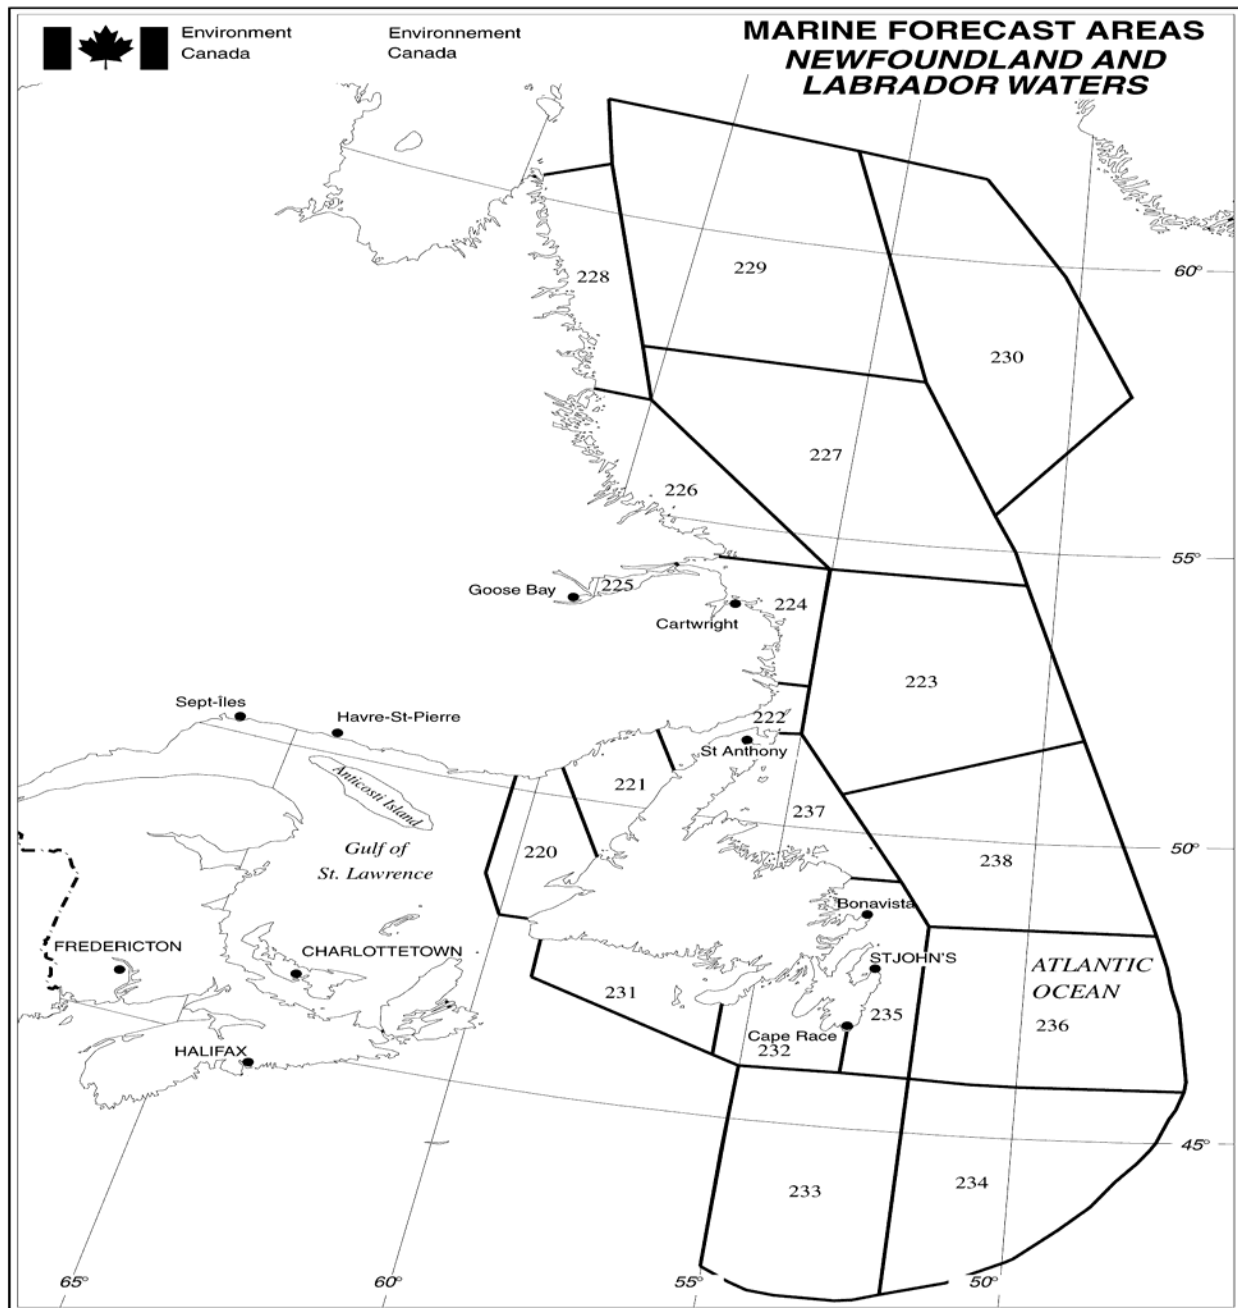 Environment
Canada
Environnement
Canada
MARINE FORECAST AREAS
NEWFOUNDLAND AND
LABRADOR WATERS
60°
228
229
230
227
226
55°
Goose Bay
225
224
Cartwright
223
Sept-Îles
Havre-St-Pierre
222
St Anthony
Anticosti Island
221
237
Gulf of
St. Lawrence
220
238
50°
Bonavista
FREDERICTON
CHARLOTTETOWN
STJOHN'S
ATLANTIC
OCEAN
231
235
236
Cape Race
232
HALIFAX
45°
233
234
65°
60°
55°
50°